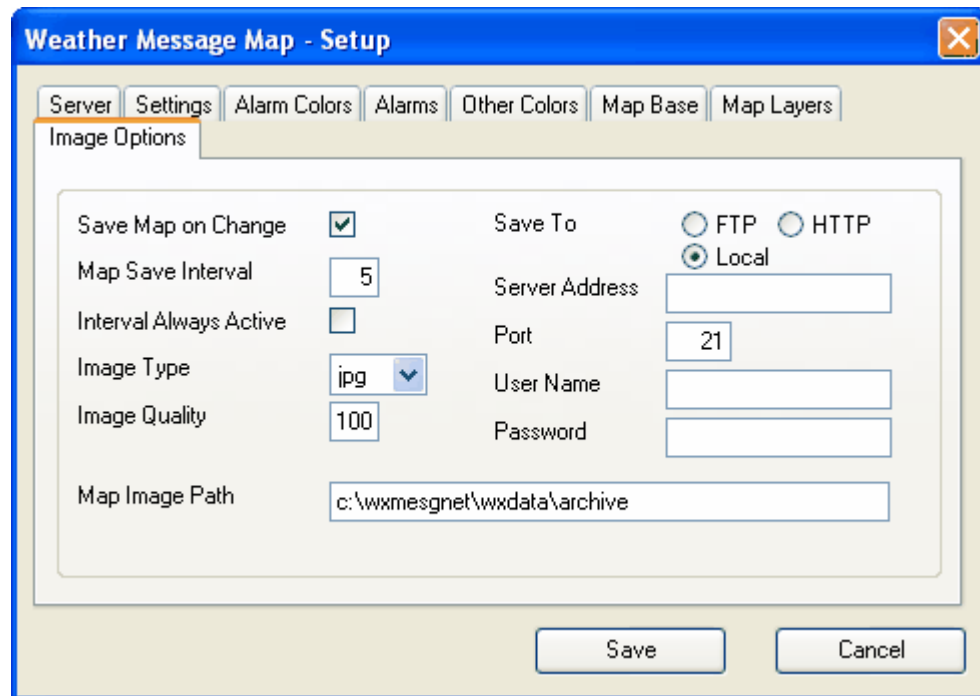 Weather Message Map - Setup
Server Settings Alarm Colors Alarms Other Colors Map Base Map Layers
Image Options
Save Map on Change
Map Save Interval 5
Interval Always Active
Image Type jpg
Image Quality 100
Save To FTP HTTP
Local
Server Address
Port 21
User Name
Password
Map Image Path c:\wxmesgnet\wxdata\archive
Save Cancel